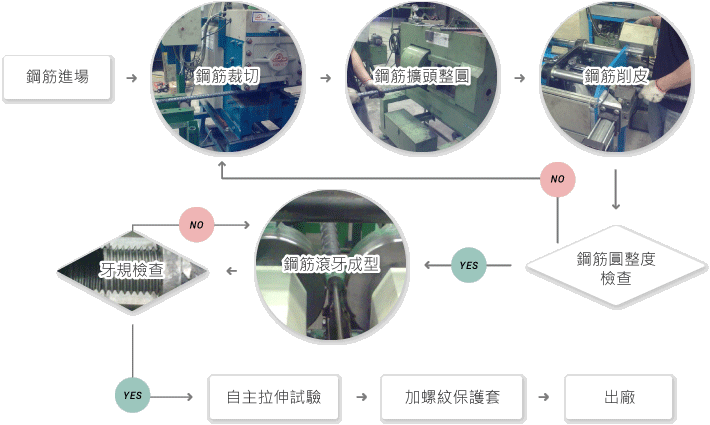 鋼筋進場
鋼筋裁切
鋼筋擴頭整圓
鋼筋削皮
NO
鋼筋圓整度
檢查
YES
鋼筋滾牙成型
NO
牙規檢查
YES
自主拉伸試驗
加螺紋保護套
出廠